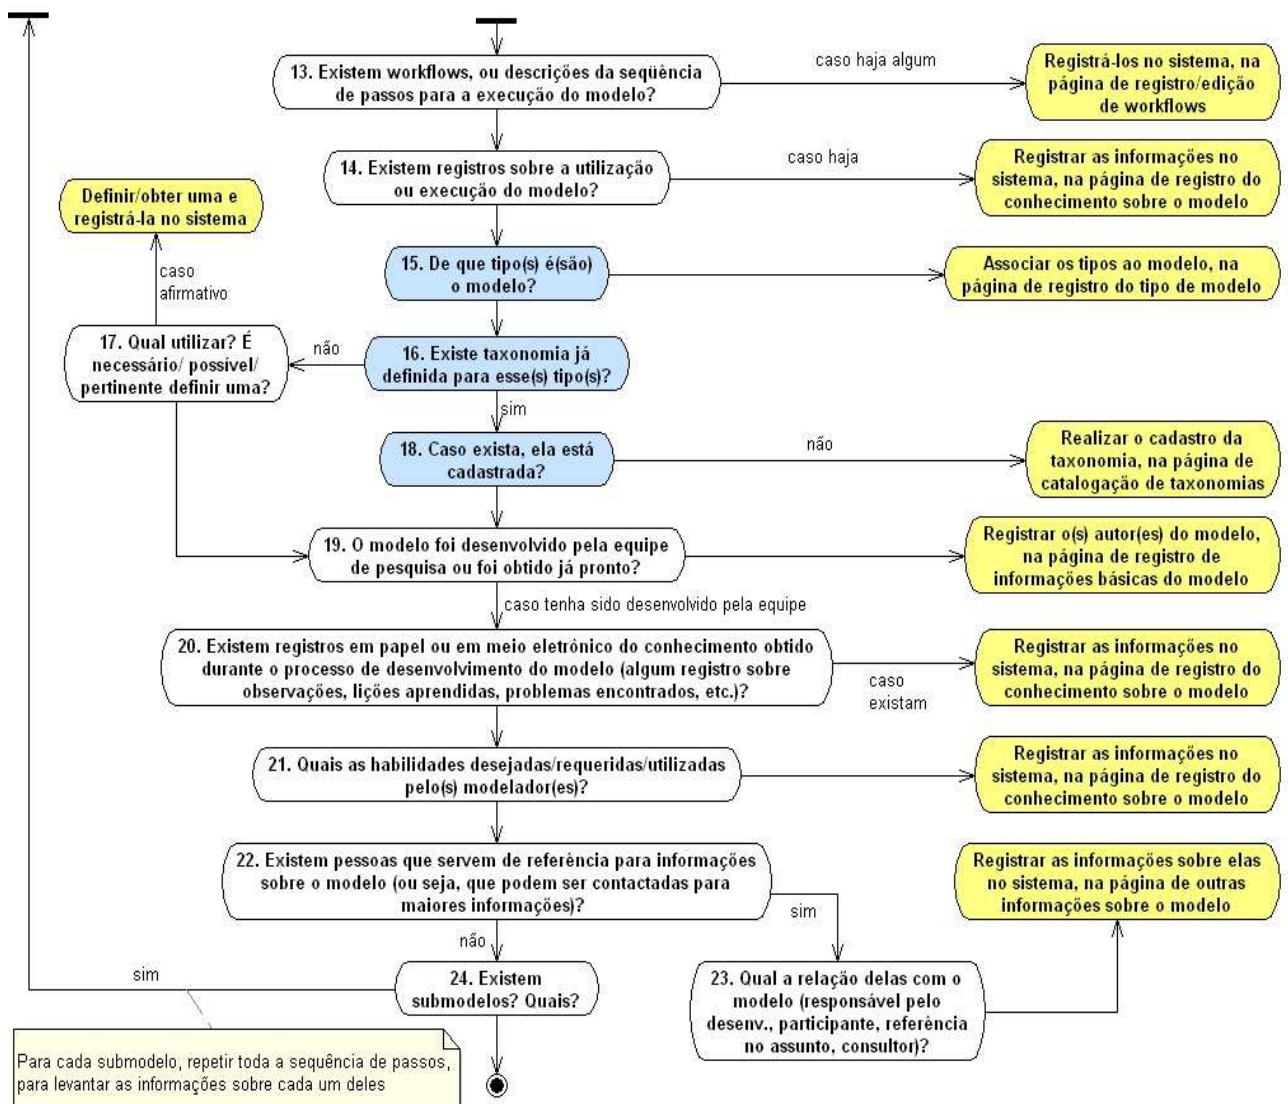 13. Existem workflows, ou descrições da seqüência
de passos para a execução do modelo?
caso haja algum
Registrá-los no sistema, na
página de registro/edição
de workflows
14. Existem registros sobre a utilização
ou execução do modelo?
caso haja
Registrar as informações no
sistema, na página de registro do
conhecimento sobre o modelo
Definir/obter uma e
registrá-la no sistema
caso
afirmativo
15. De que tipo(s) é(são)
o modelo?
Associar os tipos ao modelo, na
página de registro do tipo de modelo
17. Qual utilizar? É
necessário/ possível/
pertinente definir uma?
não
16. Existe taxonomia já
definida para esse(s) tipo(s)?
sim
18. Caso exista, ela está
cadastrada?
não
Realizar o cadastro da
taxonomia, na página de
catalogação de taxonomias
19. O modelo foi desenvolvido pela equipe
de pesquisa ou foi obtido já pronto?
Registrar o(s) autor(es) do modelo,
na página de registro de
informações básicas do modelo
caso tenha sido desenvolvido pela equipe
20. Existem registros em papel ou em meio eletrônico do conhecimento obtido
durante o processo de desenvolvimento do modelo (algum registro sobre
observações, lições aprendidas, problemas encontrados, etc.)?
caso
existam
Registrar as informações no
sistema, na página de registro do
conhecimento sobre o modelo
21. Quais as habilidades desejadas/requeridas/utilizadas
pelo(s) modelador(es)?
Registrar as informações no
sistema, na página de registro do
conhecimento sobre o modelo
22. Existem pessoas que servem de referência para informações
sobre o modelo (ou seja, que podem ser contactadas para
maiores informações)?
sim
Registrar as informações sobre elas
no sistema, na página de outras
informações sobre o modelo
não
23. Qual a relação delas com o
modelo (responsável pelo
desenv., participante, referência
no assunto, consultor)?
24. Existem
submodelos? Quais?
sim
Para cada submodelo, repetir toda a sequência de passos,
para levantar as informações sobre cada um deles